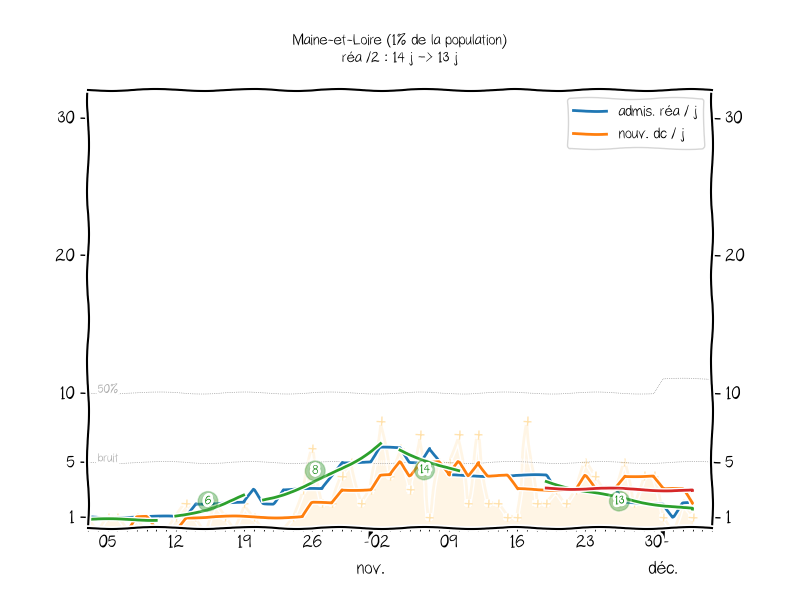 Maine-et-Loire (1% de la population)
réa /2 : 14 j -> 13 j
admis. réa / j
nouv. dc / j
30 30
20 20
10 50% 10
5 bruit 5
8
14
6
13
1 1
05 12 19 26 02 09 16 23 30
nov. déc.